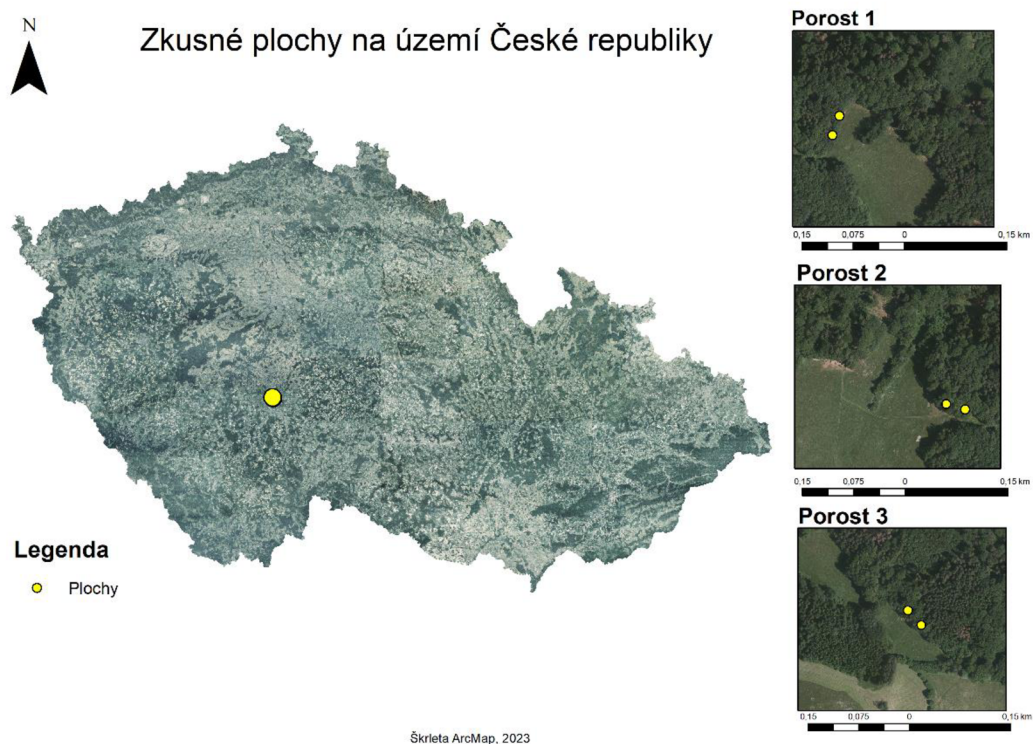 N
Zkusné plochy na území České republiky
Porost 1
0,15 0,075 0 0,15 km
Porost 2
0,15 0,075 0 0,15 km
Porost 3
0,15 0,075 0 0,15 km
Legenda
Plochy
Škrleta ArcMap, 2023